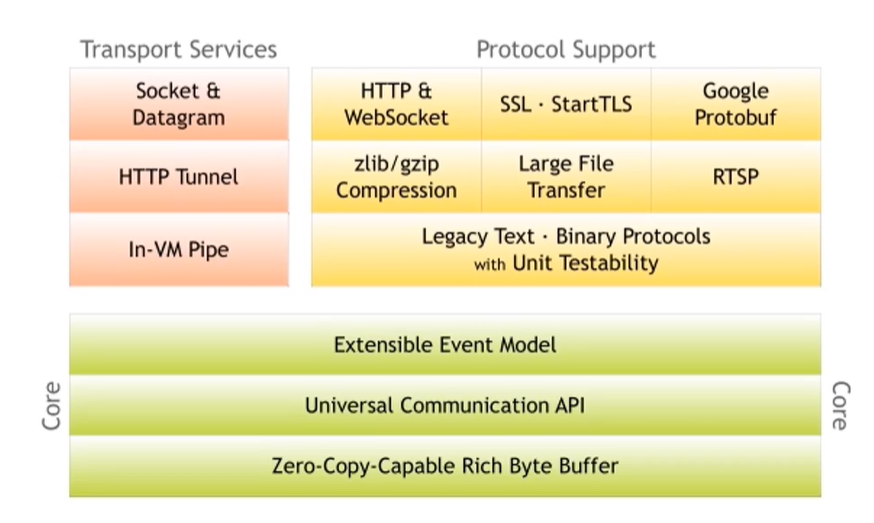 Transport Services
Protocol Support
Socket &
Datagram
HTTP Tunnel
In-VM Pipe
HTTP &
WebSocket
SSL · StartTLS
Google
Protobuf
zlib/gzip
Compression
Large File
Transfer
RTSP
Legacy Text · Binary Protocols
with Unit Testability
Core
Extensible Event Model
Universal Communication API
Zero-Copy-Capable Rich Byte Buffer
Core